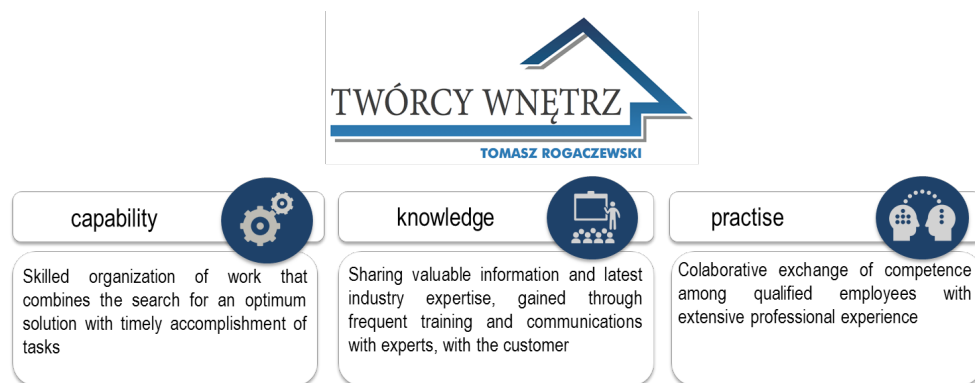 TWÓRCY WNĘTRZ
TOMASZ ROGACZEWSKI
capability
Skilled organization of work that
combines the search for an optimum
solution with timely accomplishment of
tasks
knowledge
Sharing valuable information and latest
industry expertise, gained through
frequent training and communications
with experts, with the customer
practise
Colaborative exchange of competence
among qualified employees with
extensive professional experience